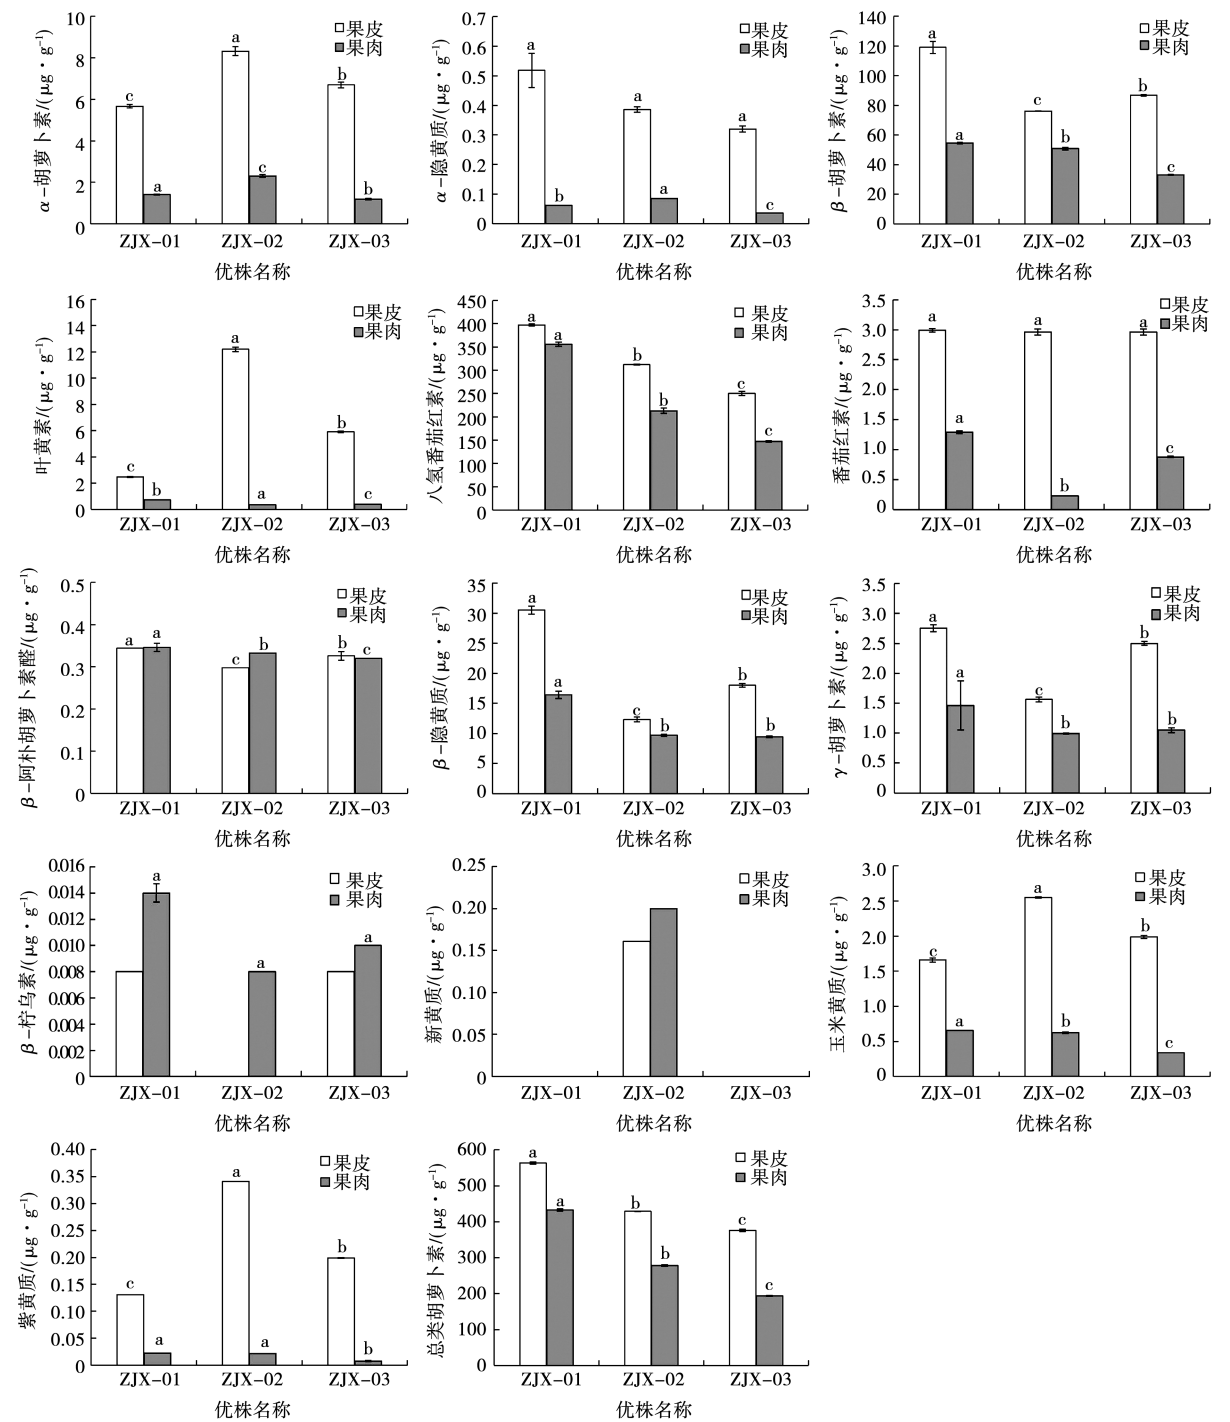 α-胡萝卜素/(μg·g⁻¹)
10
8
6
4
2
0
果皮
果肉
c
a
a
c
b
b
ZJX-01 ZJX-02 ZJX-03
优株名称
α-隐黄质/(μg·g⁻¹)
0.7
0.6
0.5
0.4
0.3
0.2
0.1
0
果皮
果肉
a
b
a
a
a
c
ZJX-01 ZJX-02 ZJX-03
优株名称
β-胡萝卜素/(μg·g⁻¹)
140
120
100
80
60
40
20
0
果皮
果肉
a
a
c
b
b
c
ZJX-01 ZJX-02 ZJX-03
优株名称
叶黄素/(μg·g⁻¹)
16
14
12
10
8
6
4
2
0
果皮
果肉
c
b
a
a
b
c
ZJX-01 ZJX-02 ZJX-03
优株名称
八氢番茄红素/(μg·g⁻¹)
450
400
350
300
250
200
150
100
50
0
果皮
果肉
a
a
b
b
c
c
ZJX-01 ZJX-02 ZJX-03
优株名称
番茄红素/(μg·g⁻¹)
3.5
3.0
2.5
2.0
1.5
1.0
0.5
0
果皮
果肉
a
a
a
b
a
c
ZJX-01 ZJX-02 ZJX-03
优株名称
β-阿朴胡萝卜素醛/(μg·g⁻¹)
0.5
0.4
0.3
0.2
0.1
0
果皮
果肉
a
a
c
b
b
c
ZJX-01 ZJX-02 ZJX-03
优株名称
β-隐黄质/(μg·g⁻¹)
35
30
25
20
15
10
5
0
果皮
果肉
a
a
c
b
b
b
ZJX-01 ZJX-02 ZJX-03
优株名称
γ-胡萝卜素/(μg·g⁻¹)
3.5
3.0
2.5
2.0
1.5
1.0
0.5
0
果皮
果肉
a
a
c
b
b
b
ZJX-01 ZJX-02 ZJX-03
优株名称
β-柠乌素/(μg·g⁻¹)
0.016
0.014
0.012
0.010
0.008
0.006
0.004
0.002
0
果皮
果肉
a
a
a
ZJX-01 ZJX-02 ZJX-03
优株名称
新黄质/(μg·g⁻¹)
0.25
0.20
0.15
0.10
0.05
0
果皮
果肉
ZJX-01 ZJX-02 ZJX-03
优株名称
玉米黄质/(μg·g⁻¹)
3.0
2.5
2.0
1.5
1.0
0.5
0
果皮
果肉
c
a
a
b
b
c
ZJX-01 ZJX-02 ZJX-03
优株名称
紫黄质/(μg·g⁻¹)
0.40
0.35
0.30
0.25
0.20
0.15
0.10
0.05
0
果皮
果肉
c
a
a
a
b
b
ZJX-01 ZJX-02 ZJX-03
优株名称
总类胡萝卜素/(μg·g⁻¹)
600
500
400
300
200
100
0
果皮
果肉
a
a
b
b
c
c
ZJX-01 ZJX-02 ZJX-03
优株名称